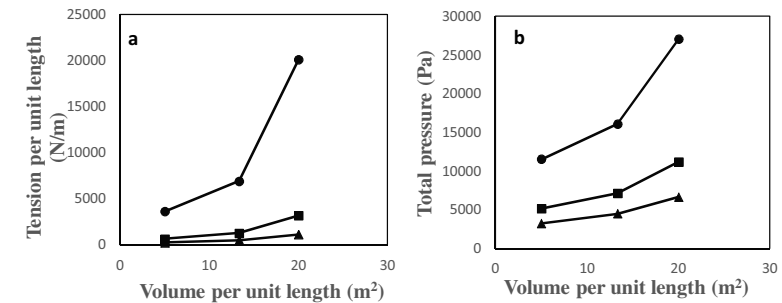 a
Tension per unit length
(N/m)
25000
20000
15000
10000
5000
0
0 10 20 30
Volume per unit length (m²)
b
Total pressure (Pa)
30000
25000
20000
15000
10000
5000
0
0 10 20 30
Volume per unit length (m²)